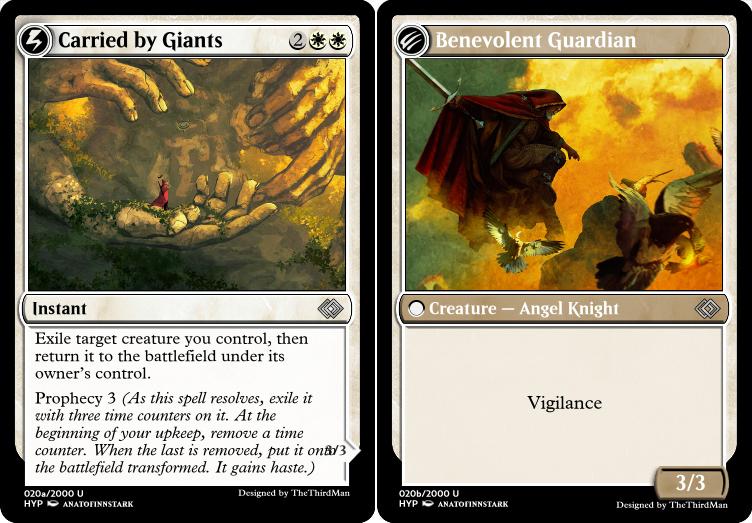 Carried by Giants 2
Instant
Exile target creature you control, then
return it to the battlefield under its
owner's control.
Prophecy 3 (As this spell resolves, exile it
with three time counters on it. At the
beginning of your upkeep, remove a time
counter. When the last is removed, put it onto
3/3
the battlefield transformed. It gains haste.)
020a/2000 U
HYP ANATOFINNSTARK
Designed by TheThirdMan
Benevolent Guardian
Creature — Angel Knight
Vigilance
3/3
020b/2000 U
HYP ANATOFINNSTARK
Designed by TheThirdMan